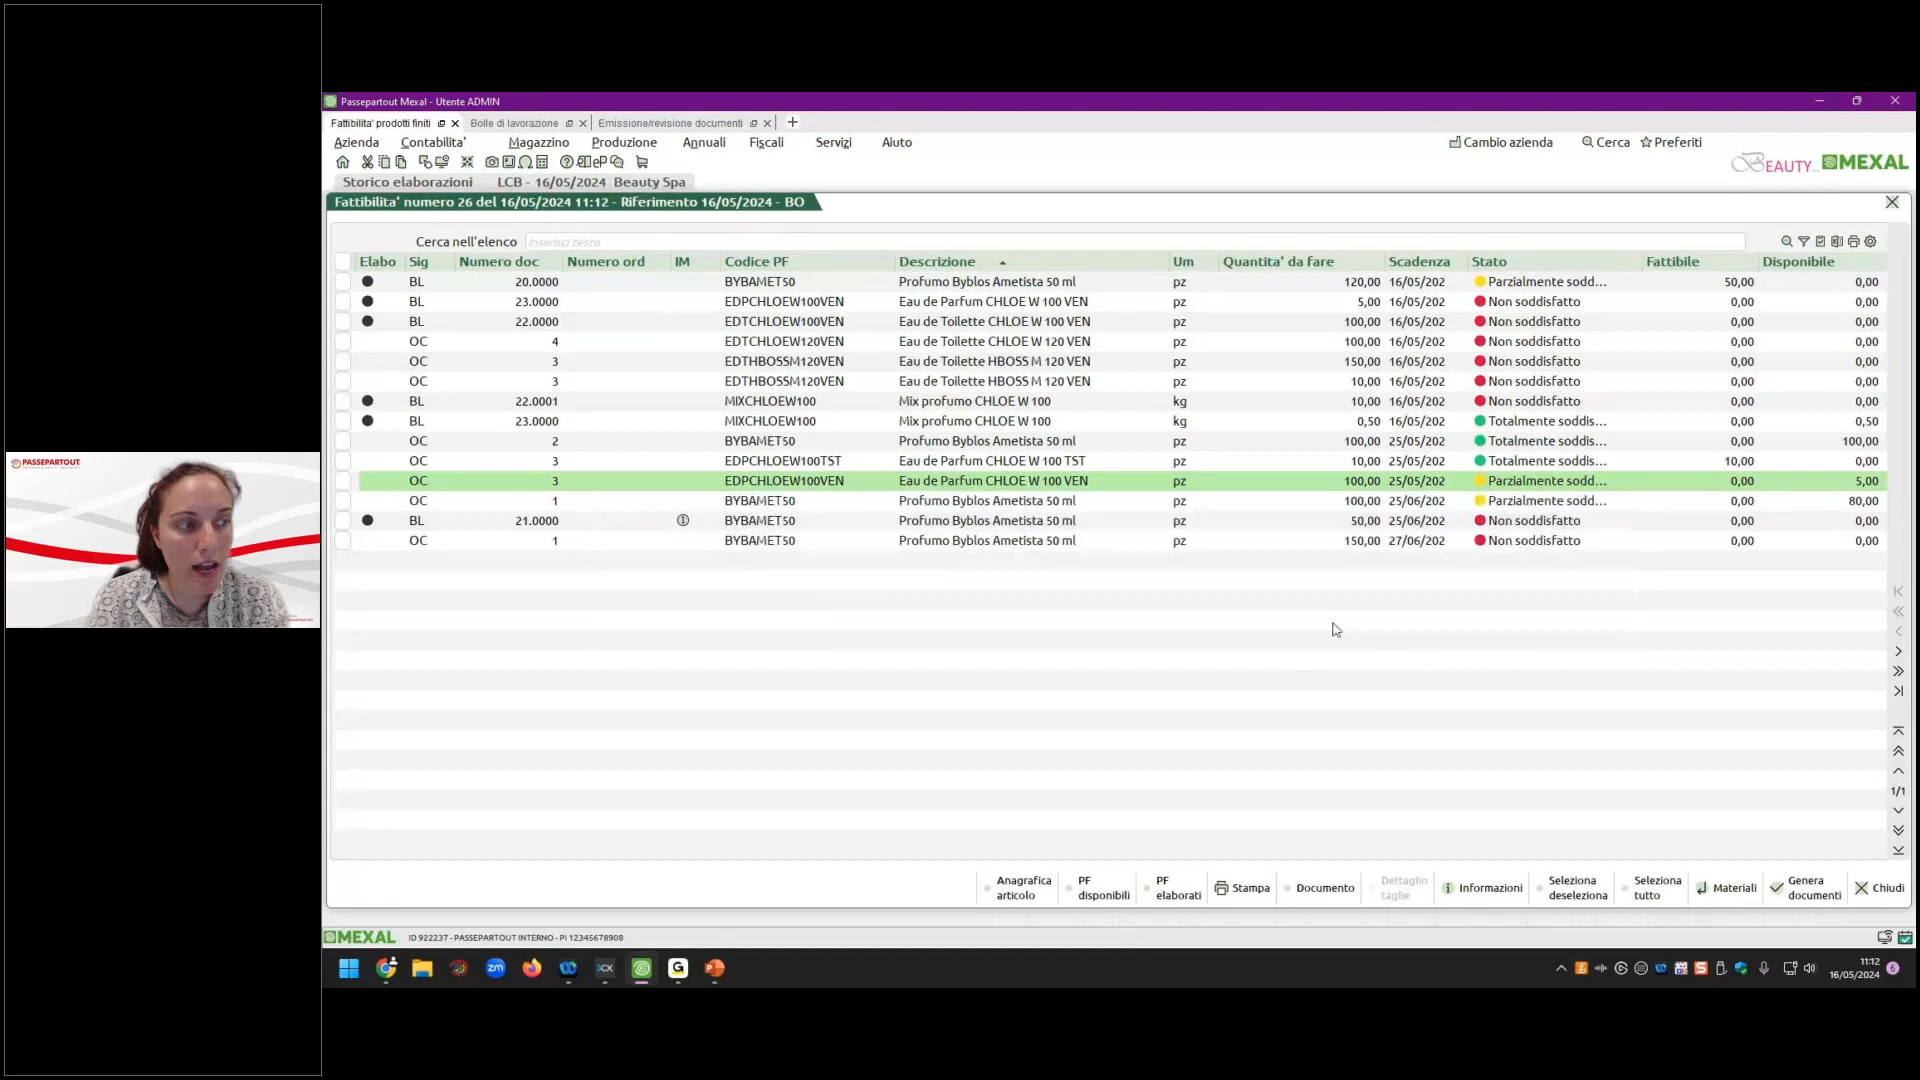 Passepartout Mexal - Utente ADMIN
Fattibilita' prodotti finiti Bolle di lavorazione Emissione/revisione documenti
Azienda Contabilita' Magazzino Produzione Annuali Fiscali Servizi Aiuto Cambio azienda Cerca Preferiti
BEAUTY MEXAL
Storico elaborazioni LCB - 16/05/2024 Beauty Spa
Fattibilita' numero 26 del 16/05/2024 11:12 - Riferimento 16/05/2024 - BO
Cerca nell'elenco Inserisci testo
Elabo Sig Numero doc Numero ord IM Codice PF Descrizione Um Quantita' da fare Scadenza Stato Fattibile Disponibile
BL 20.0000 BYBAMET50 Profumo Byblos Ametista 50 ml pz 120,00 16/05/202 Parzialmente sodd... 50,00 0,00
BL 23.0000 EDPCHLOEW100VEN Eau de Parfum CHLOE W 100 VEN pz 5,00 16/05/202 Non soddisfatto 0,00 0,00
BL 22.0000 EDTCHLOEW100VEN Eau de Toilette CHLOE W 100 VEN pz 100,00 16/05/202 Non soddisfatto 0,00 0,00
OC 4 EDTCHLOEW120VEN Eau de Toilette CHLOE W 120 VEN pz 100,00 16/05/202 Non soddisfatto 0,00 0,00
OC 3 EDTHBOSSM120VEN Eau de Toilette HBOSS M 120 VEN pz 150,00 16/05/202 Non soddisfatto 0,00 0,00
OC 3 EDTHBOSSM120VEN Eau de Toilette HBOSS M 120 VEN pz 10,00 16/05/202 Non soddisfatto 0,00 0,00
BL 22.0001 MIXCHLOEW100 Mix profumo CHLOE W 100 kg 10,00 16/05/202 Non soddisfatto 0,00 0,00
BL 23.0000 MIXCHLOEW100 Mix profumo CHLOE W 100 kg 0,50 16/05/202 Totalmente soddis... 0,00 0,50
OC 2 BYBAMET50 Profumo Byblos Ametista 50 ml pz 100,00 25/05/202 Totalmente soddis... 0,00 100,00
OC 3 EDPCHLOEW100TST Eau de Parfum CHLOE W 100 TST pz 10,00 25/05/202 Totalmente soddis... 10,00 0,00
OC 3 EDPCHLOEW100VEN Eau de Parfum CHLOE W 100 VEN pz 100,00 25/05/202 Parzialmente sodd... 0,00 5,00
OC 1 BYBAMET50 Profumo Byblos Ametista 50 ml pz 100,00 25/06/202 Parzialmente sodd... 0,00 80,00
BL 21.0000 BYBAMET50 Profumo Byblos Ametista 50 ml pz 50,00 25/06/202 Non soddisfatto 0,00 0,00
OC 1 BYBAMET50 Profumo Byblos Ametista 50 ml pz 150,00 27/06/202 Non soddisfatto 0,00 0,00
PASSEPARTOUT
1/1
Anagrafica articolo PF disponibili PF elaborati Stampa Documento Dettaglio taglie Informazioni Seleziona deseleziona Seleziona tutto Materiali Genera documenti Chiudi
MEXAL ID 922237 - PASSEPARTOUT INTERNO - PI 12345678908
zm
11:12
16/05/2024
6